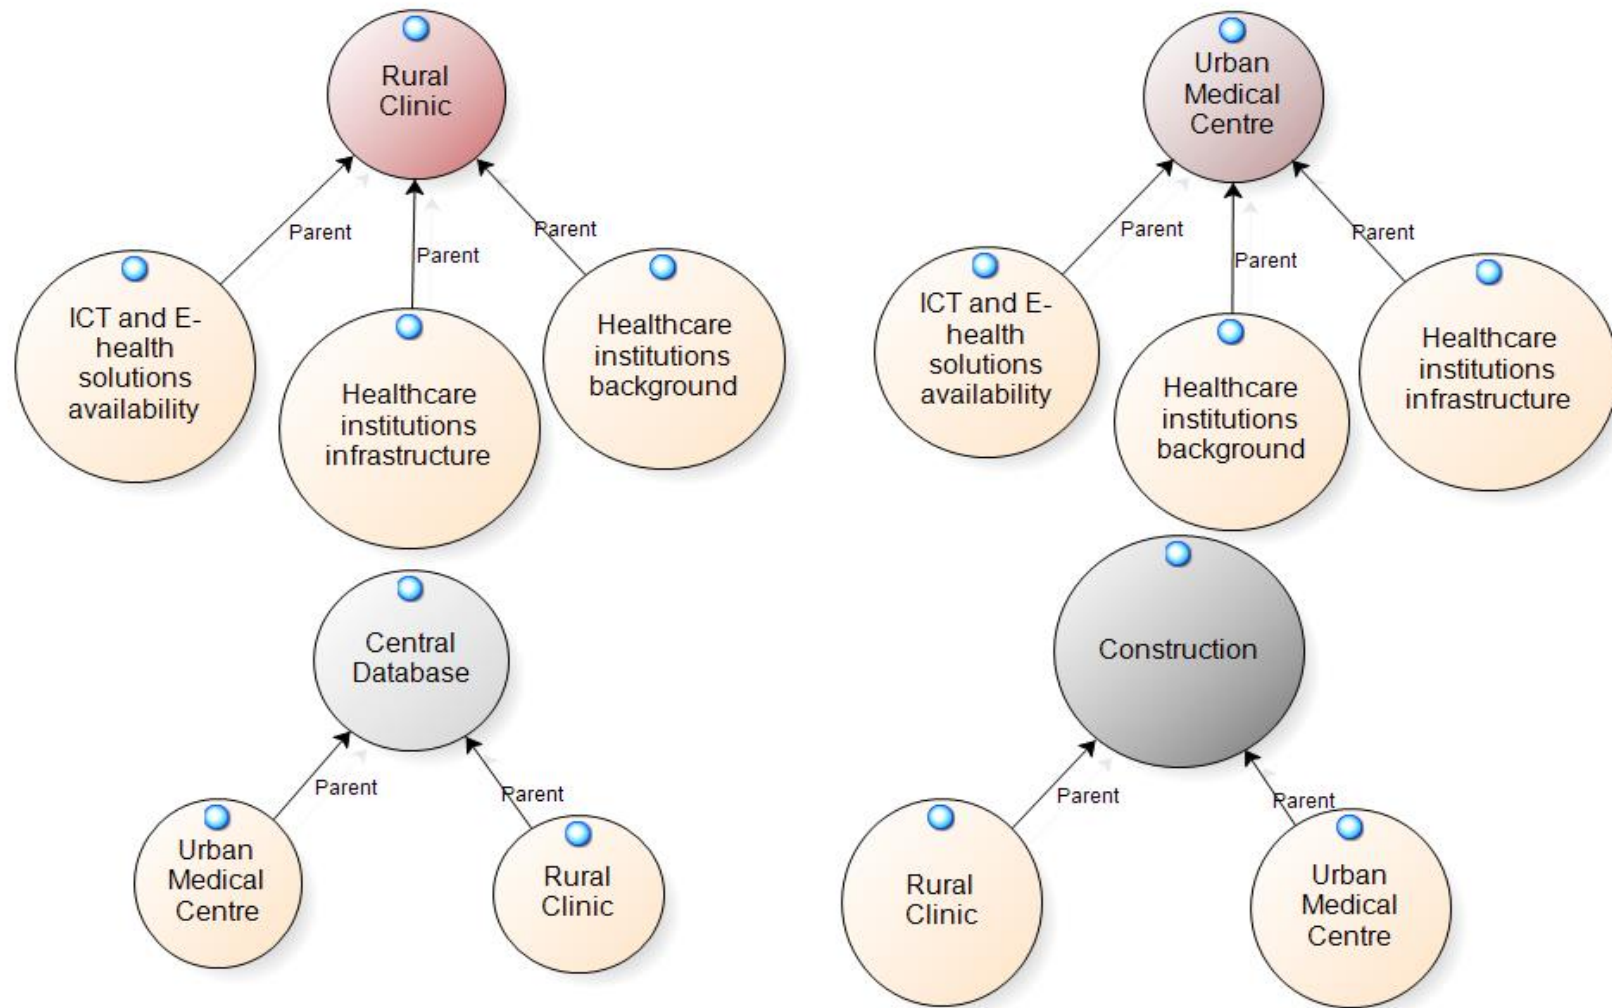 Rural
Clinic
Parent
Parent
Parent
ICT and E-
health
solutions
availability
Healthcare
institutions
infrastructure
Healthcare
institutions
background
Urban
Medical
Centre
Parent
Parent
Parent
ICT and E-
health
solutions
availability
Healthcare
institutions
background
Healthcare
institutions
infrastructure
Central
Database
Parent
Parent
Urban
Medical
Centre
Rural
Clinic
Construction
Parent
Parent
Rural
Clinic
Urban
Medical
Centre